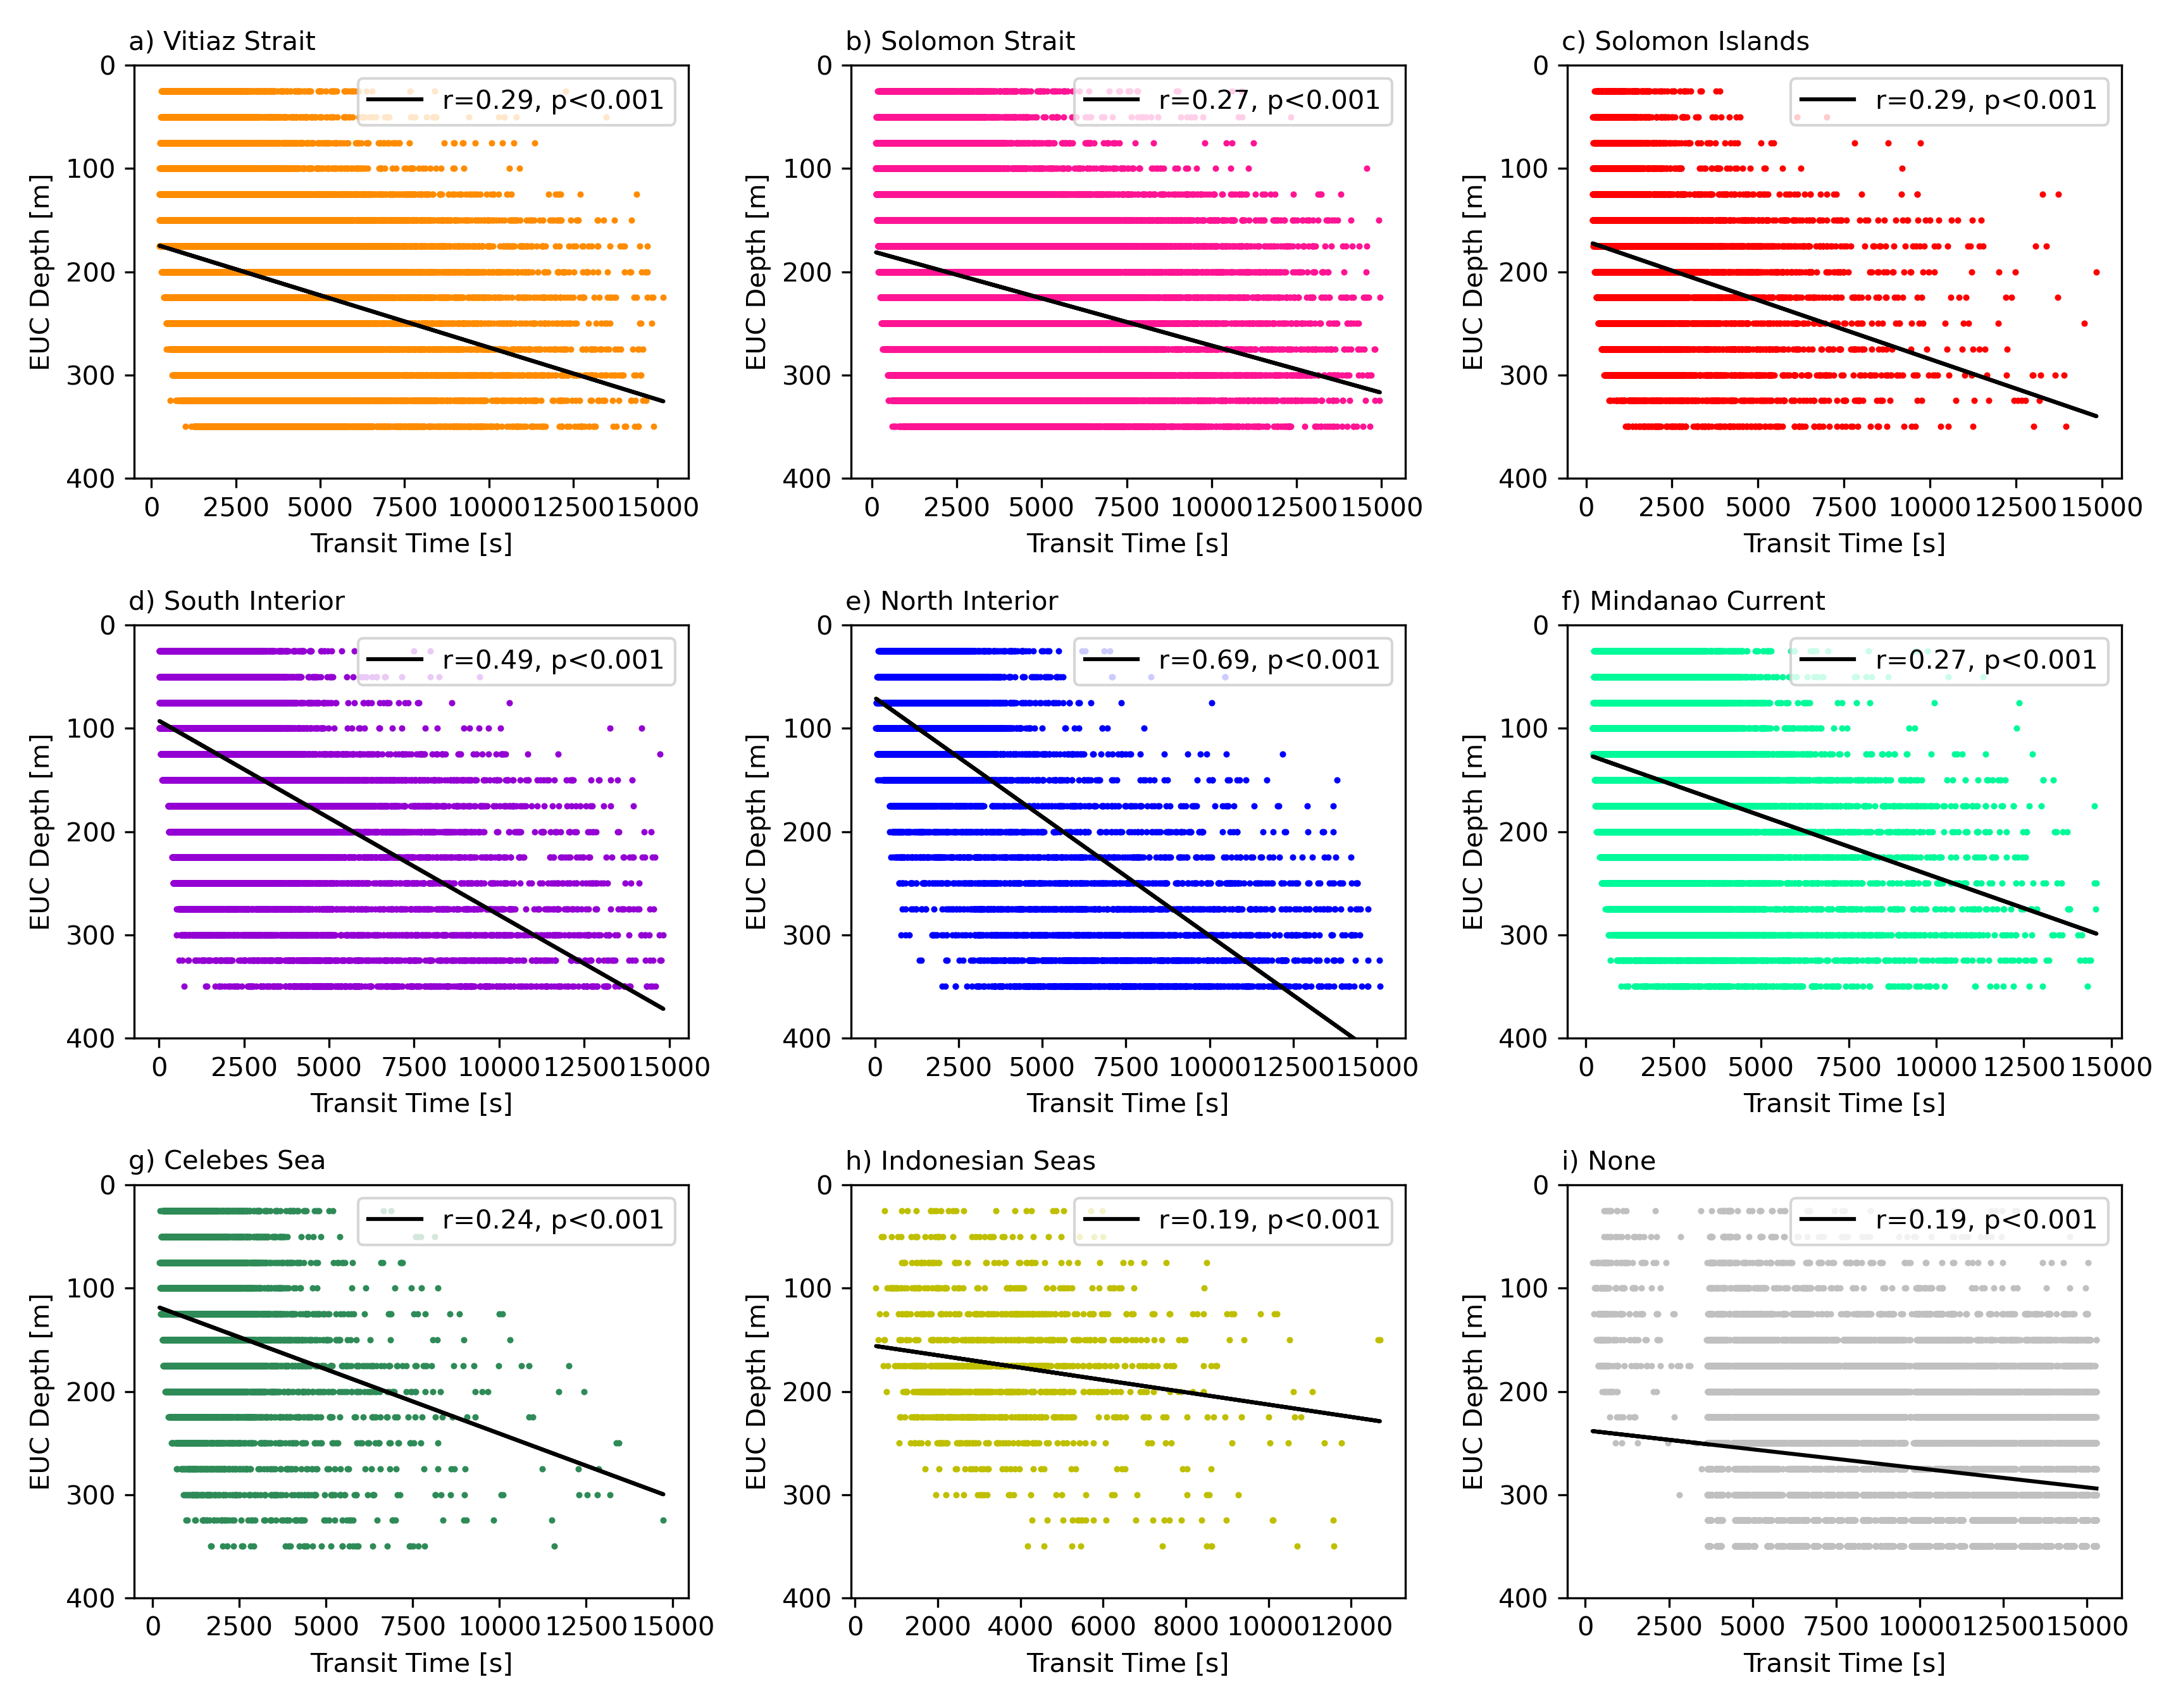 a) Vitiaz Strait
r=0.29, p<0.001
0
100
200
300
400
EUC Depth [m]
0 2500 5000 7500 10000 12500 15000
Transit Time [s]
b) Solomon Strait
r=0.27, p<0.001
0
100
200
300
400
EUC Depth [m]
0 2500 5000 7500 10000 12500 15000
Transit Time [s]
c) Solomon Islands
r=0.29, p<0.001
0
100
200
300
400
EUC Depth [m]
0 2500 5000 7500 10000 12500 15000
Transit Time [s]
d) South Interior
r=0.49, p<0.001
0
100
200
300
400
EUC Depth [m]
0 2500 5000 7500 10000 12500 15000
Transit Time [s]
e) North Interior
r=0.69, p<0.001
0
100
200
300
400
EUC Depth [m]
0 2500 5000 7500 10000 12500 15000
Transit Time [s]
f) Mindanao Current
r=0.27, p<0.001
0
100
200
300
400
EUC Depth [m]
0 2500 5000 7500 10000 12500 15000
Transit Time [s]
g) Celebes Sea
r=0.24, p<0.001
0
100
200
300
400
EUC Depth [m]
0 2500 5000 7500 10000 12500 15000
Transit Time [s]
h) Indonesian Seas
r=0.19, p<0.001
0
100
200
300
400
EUC Depth [m]
0 2000 4000 6000 8000 10000 12000
Transit Time [s]
i) None
r=0.19, p<0.001
0
100
200
300
400
EUC Depth [m]
0 2500 5000 7500 10000 12500 15000
Transit Time [s]